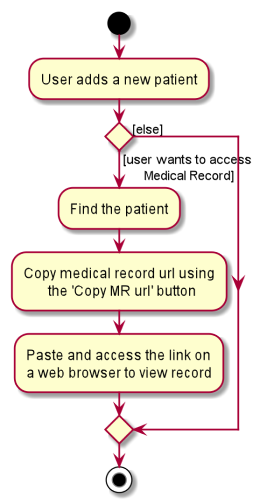 User adds a new patient
[else]
[user wants to access
Medical Record]
Find the patient
Copy medical record url using
the 'Copy MR url' button
Paste and access the link on
a web browser to view record